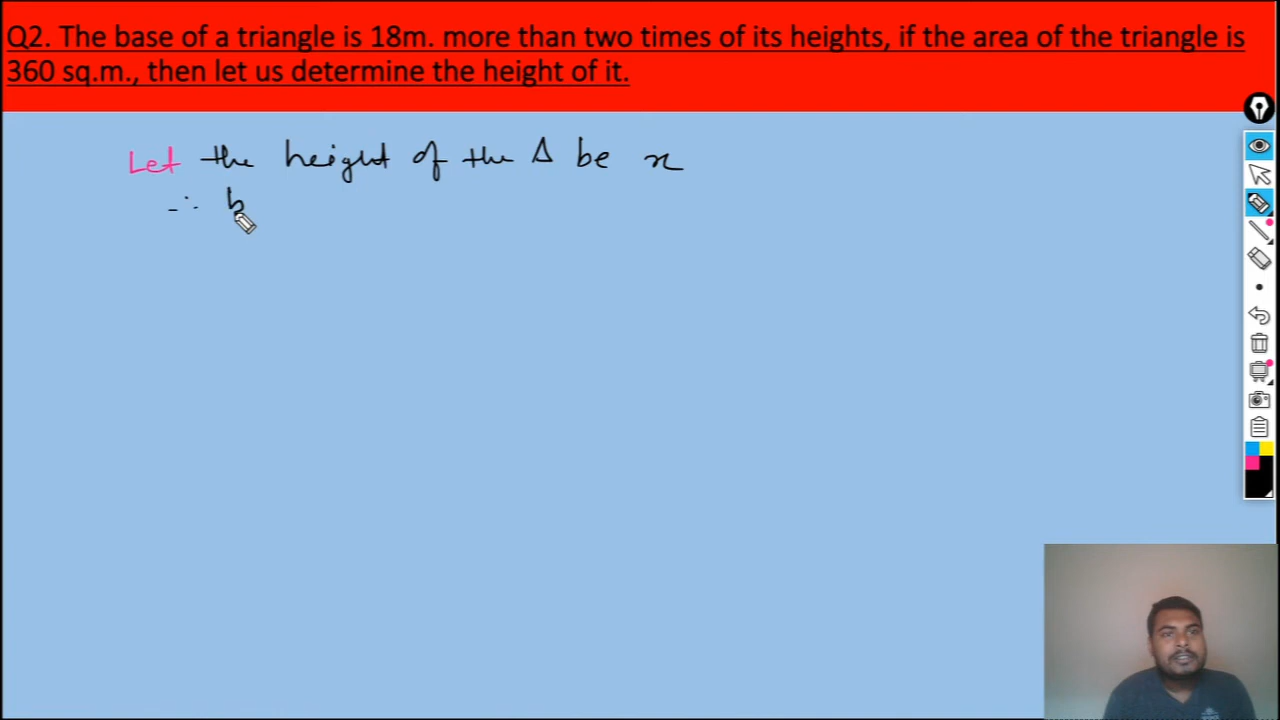 Q2. The base of a triangle is 18m. more than two times of its heights, if the area of the triangle is
360 sq.m., then let us determine the height of it.
Let the height of the Δ be x
∴ b